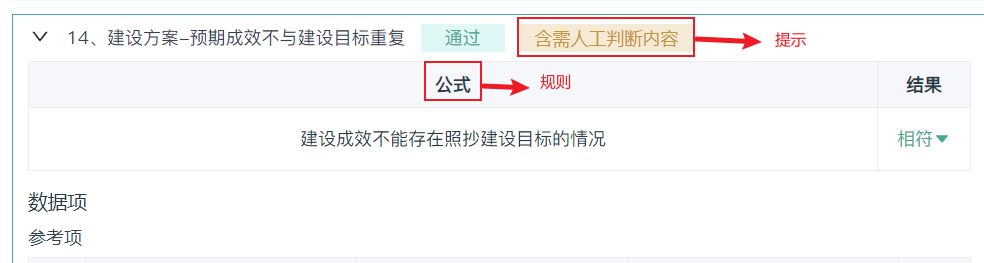 14、建设方案–预期成效不与建设目标重复 通过 含需人工判断内容 提示
公式 规则 结果
建设成效不能存在照抄建设目标的情况 相符
数据项
参考项